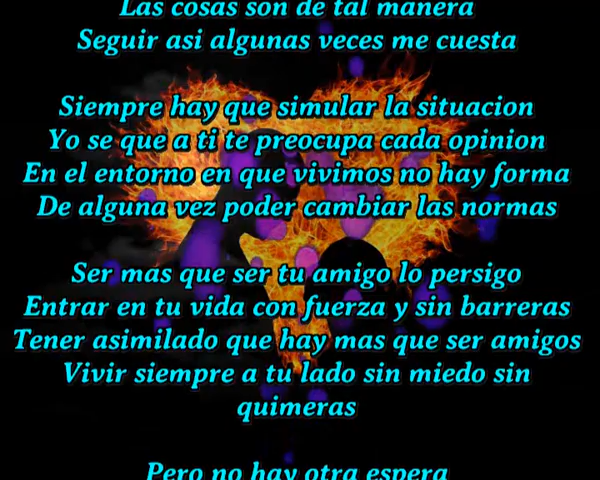 Las cosas son de tal manera
Seguir asi algunas veces me cuesta
Siempre hay que simular la situacion
Yo se que a ti te preocupa cada opinion
En el entorno en que vivimos no hay forma
De alguna vez poder cambiar las normas
Ser mas que ser tu amigo lo persigo
Entrar en tu vida con fuerza y sin barreras
Tener asimilado que hay mas que ser amigos
Vivir siempre a tu lado sin miedo sin
quimeras
Pero no hay otra espera